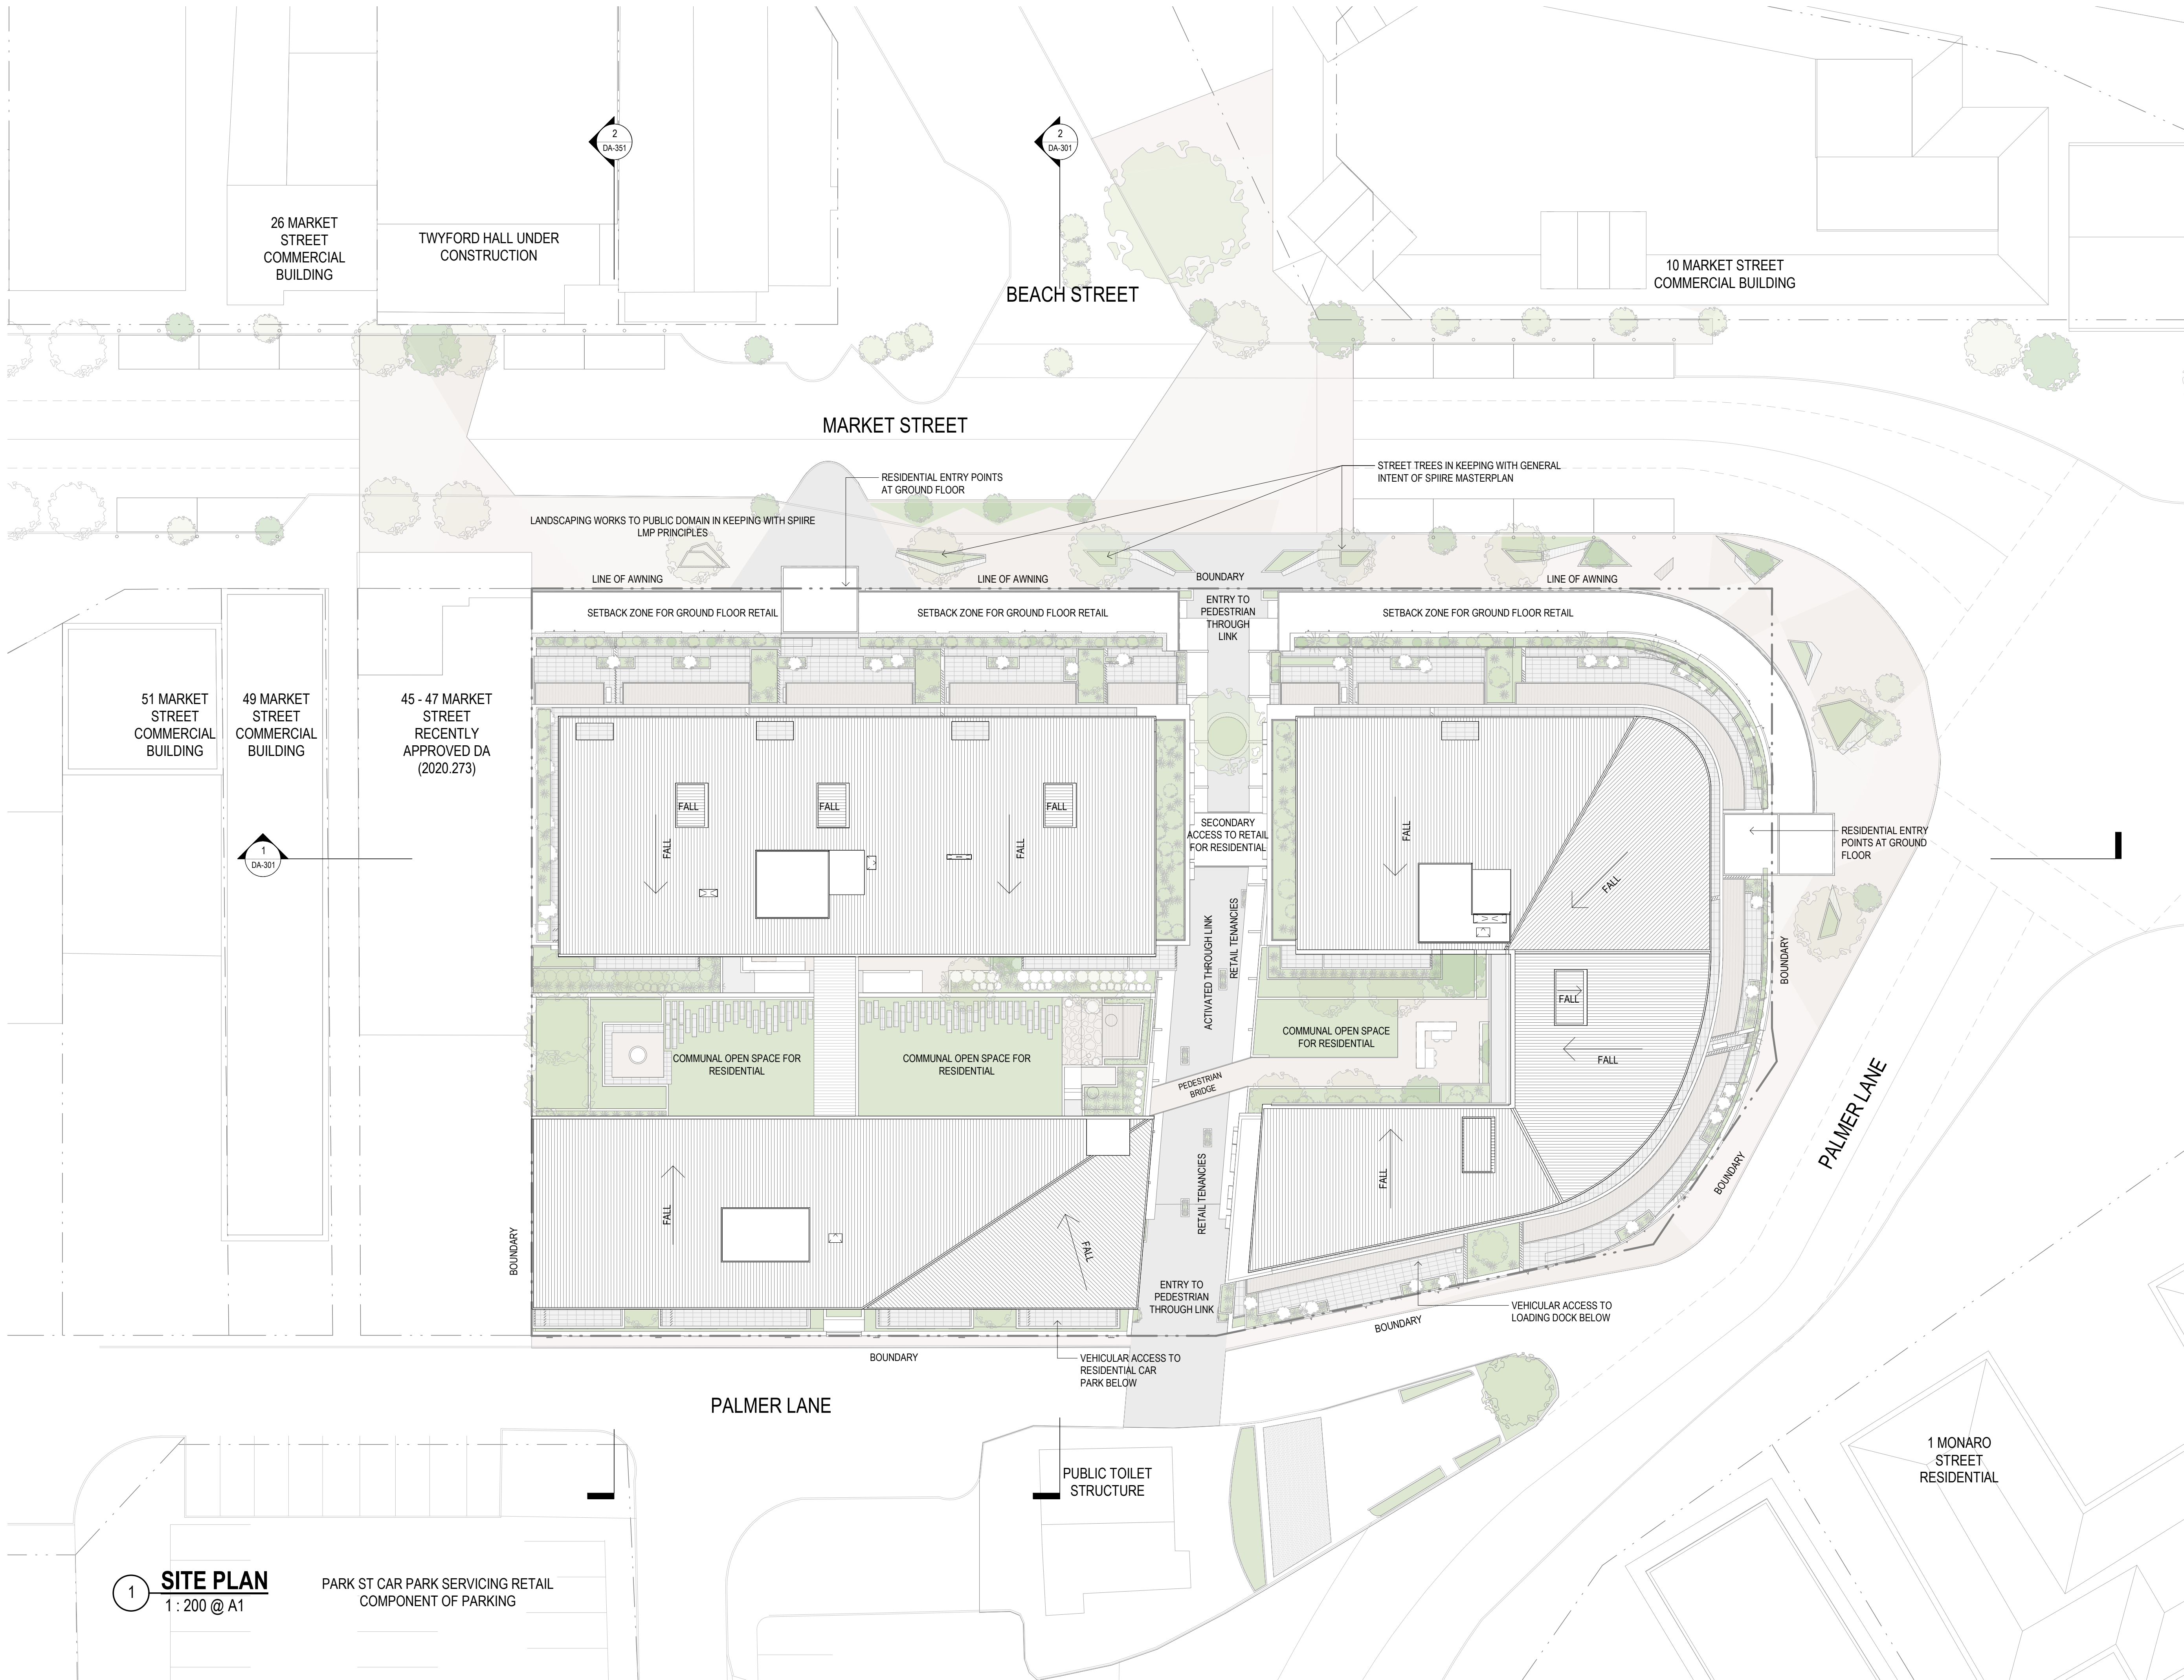 2
DA-351
2
DA-301
26 MARKET
STREET
COMMERCIAL
BUILDING
TWYFORD HALL UNDER
CONSTRUCTION
10 MARKET STREET
COMMERCIAL BUILDING
BEACH STREET
MARKET STREET
RESIDENTIAL ENTRY POINTS
AT GROUND FLOOR
STREET TREES IN KEEPING WITH GENERAL
INTENT OF SPIIRE MASTERPLAN
LANDSCAPING WORKS TO PUBLIC DOMAIN IN KEEPING WITH SPIIRE
LMP PRINCIPLES
LINE OF AWNING
LINE OF AWNING
BOUNDARY
LINE OF AWNING
SETBACK ZONE FOR GROUND FLOOR RETAIL
SETBACK ZONE FOR GROUND FLOOR RETAIL
ENTRY TO
PEDESTRIAN
THROUGH
LINK
SETBACK ZONE FOR GROUND FLOOR RETAIL
51 MARKET
STREET
COMMERCIAL
BUILDING
49 MARKET
STREET
COMMERCIAL
BUILDING
45 - 47 MARKET
STREET
RECENTLY
APPROVED DA
(2020.273)
FALL
FALL
FALL
FALL
FALL
SECONDARY
ACCESS TO RETAIL
FOR RESIDENTIAL
FALL
FALL
RESIDENTIAL ENTRY
POINTS AT GROUND
FLOOR
1
DA-301
ACTIVATED THROUGH LINK
RETAIL TENANCIES
BOUNDARY
FALL
FALL
COMMUNAL OPEN SPACE FOR
RESIDENTIAL
COMMUNAL OPEN SPACE FOR
RESIDENTIAL
COMMUNAL OPEN SPACE
FOR RESIDENTIAL
PEDESTRIAN
BRIDGE
PALMER LANE
BOUNDARY
FALL
FALL
FALL
RETAIL TENANCIES
BOUNDARY
ENTRY TO
PEDESTRIAN
THROUGH LINK
VEHICULAR ACCESS TO
LOADING DOCK BELOW
BOUNDARY
BOUNDARY
VEHICULAR ACCESS TO
RESIDENTIAL CAR
PARK BELOW
PALMER LANE
PUBLIC TOILET
STRUCTURE
1 MONARO
STREET
RESIDENTIAL
1
SITE PLAN
1 : 200 @ A1
PARK ST CAR PARK SERVICING RETAIL
COMPONENT OF PARKING